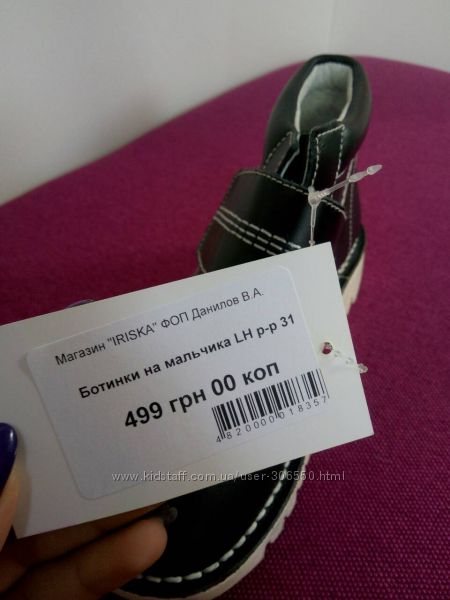 Магазин "IRISKA" ФОП Данилов В.А.
Ботинки на мальчика LH р-р 31
499 грн 00 коп
4820000018357
www.kidstaff.com.ua/user-306550.html